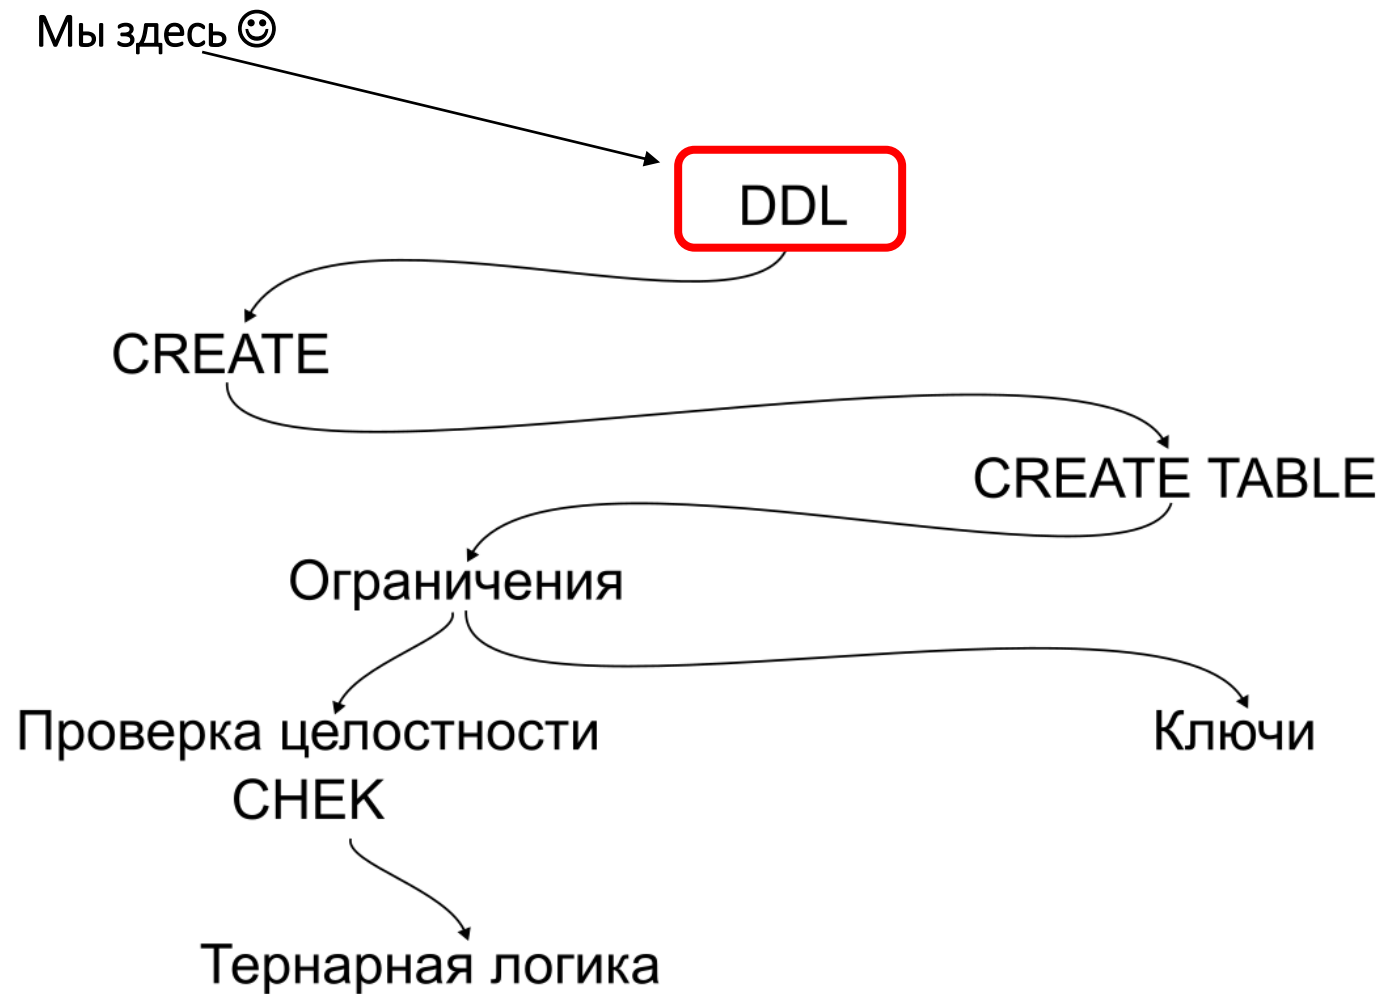 Мы здесь ☺
DDL
CREATE
CREATE TABLE
Ограничения
Проверка целостности
CHEK
Ключи
Тернарная логика